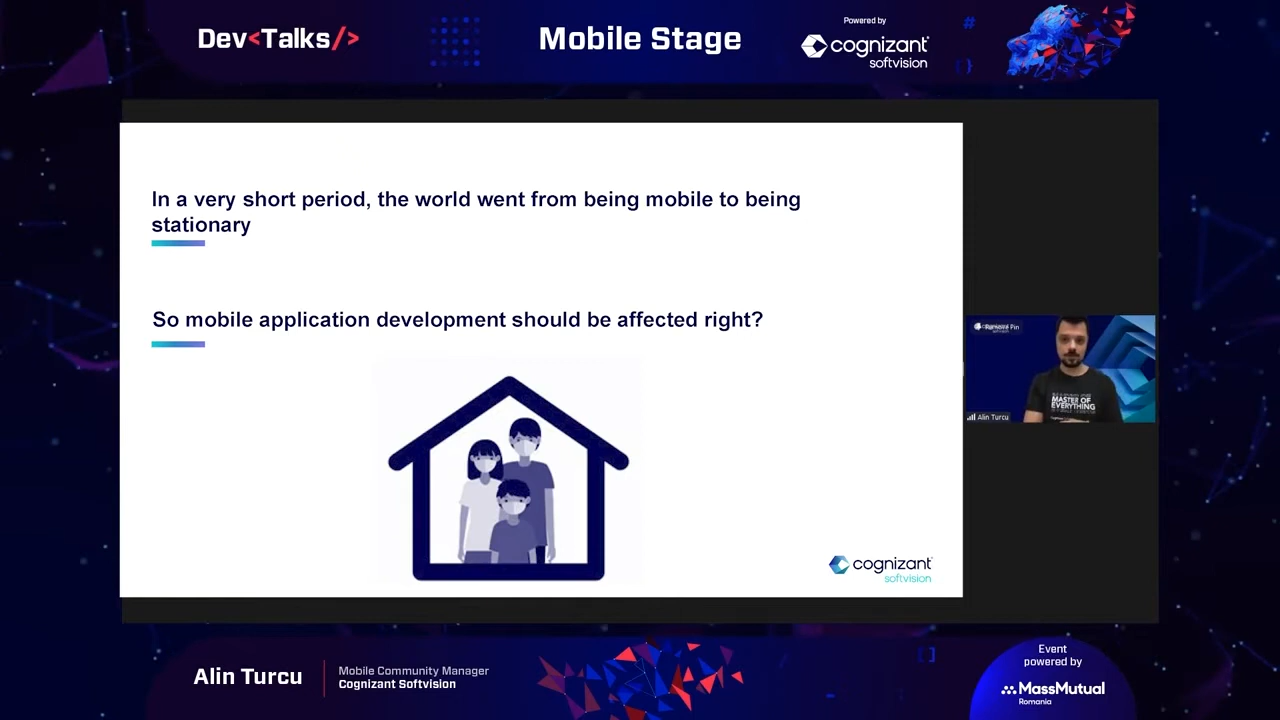 Dev<Talks/>
Mobile Stage
Powered by
cognizant
softvision
#
{ }
In a very short period, the world went from being mobile to being
stationary
So mobile application development should be affected right?
cognizant
softvision
Pin
MASTER OF
EVERYTHING
Alin Turcu
Alin Turcu
Mobile Community Manager
Cognizant Softvision
[ ]
Event
powered by
MassMutual
Romania